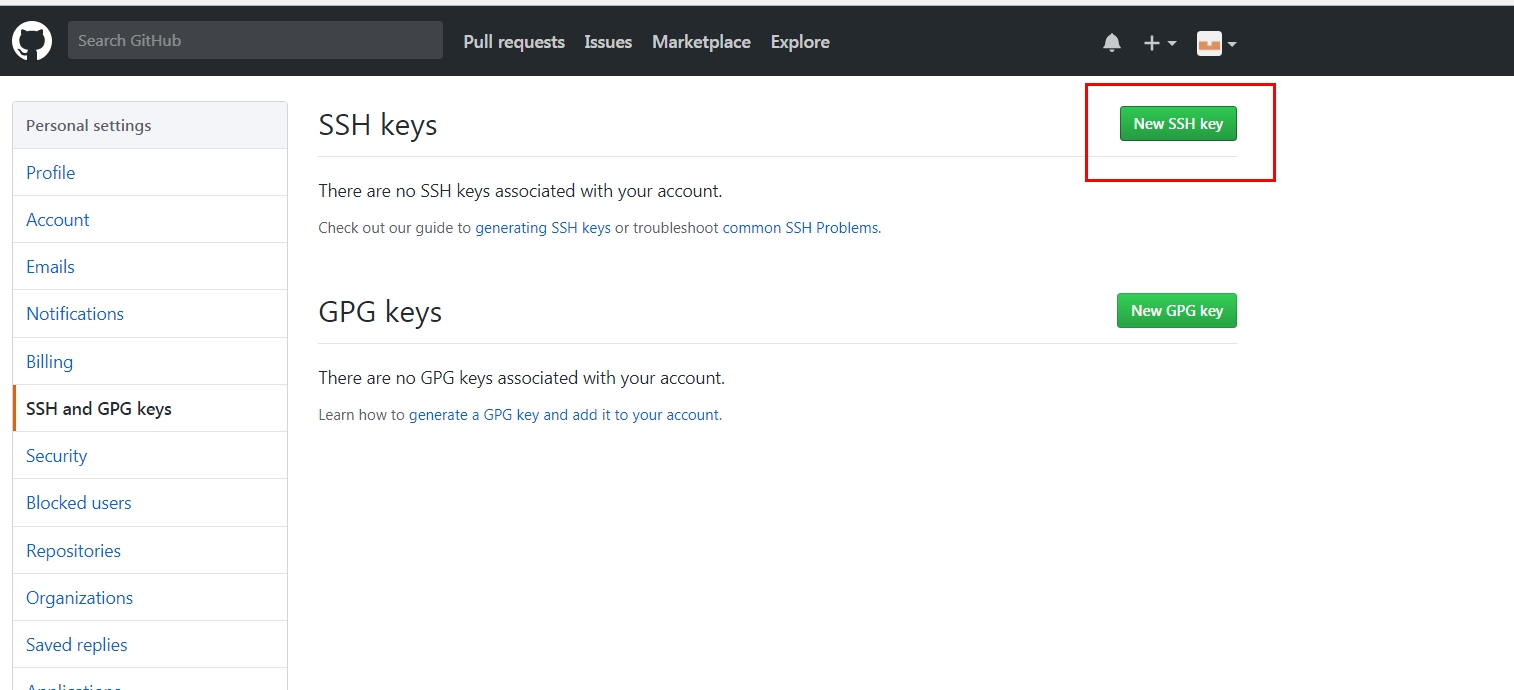 Search GitHub
Pull requests Issues Marketplace Explore
Personal settings
Profile
Account
Emails
Notifications
Billing
SSH and GPG keys
Security
Blocked users
Repositories
Organizations
Saved replies
Applications
SSH keys
New SSH key
There are no SSH keys associated with your account.
Check out our guide to generating SSH keys or troubleshoot common SSH Problems.
GPG keys
New GPG key
There are no GPG keys associated with your account.
Learn how to generate a GPG key and add it to your account.